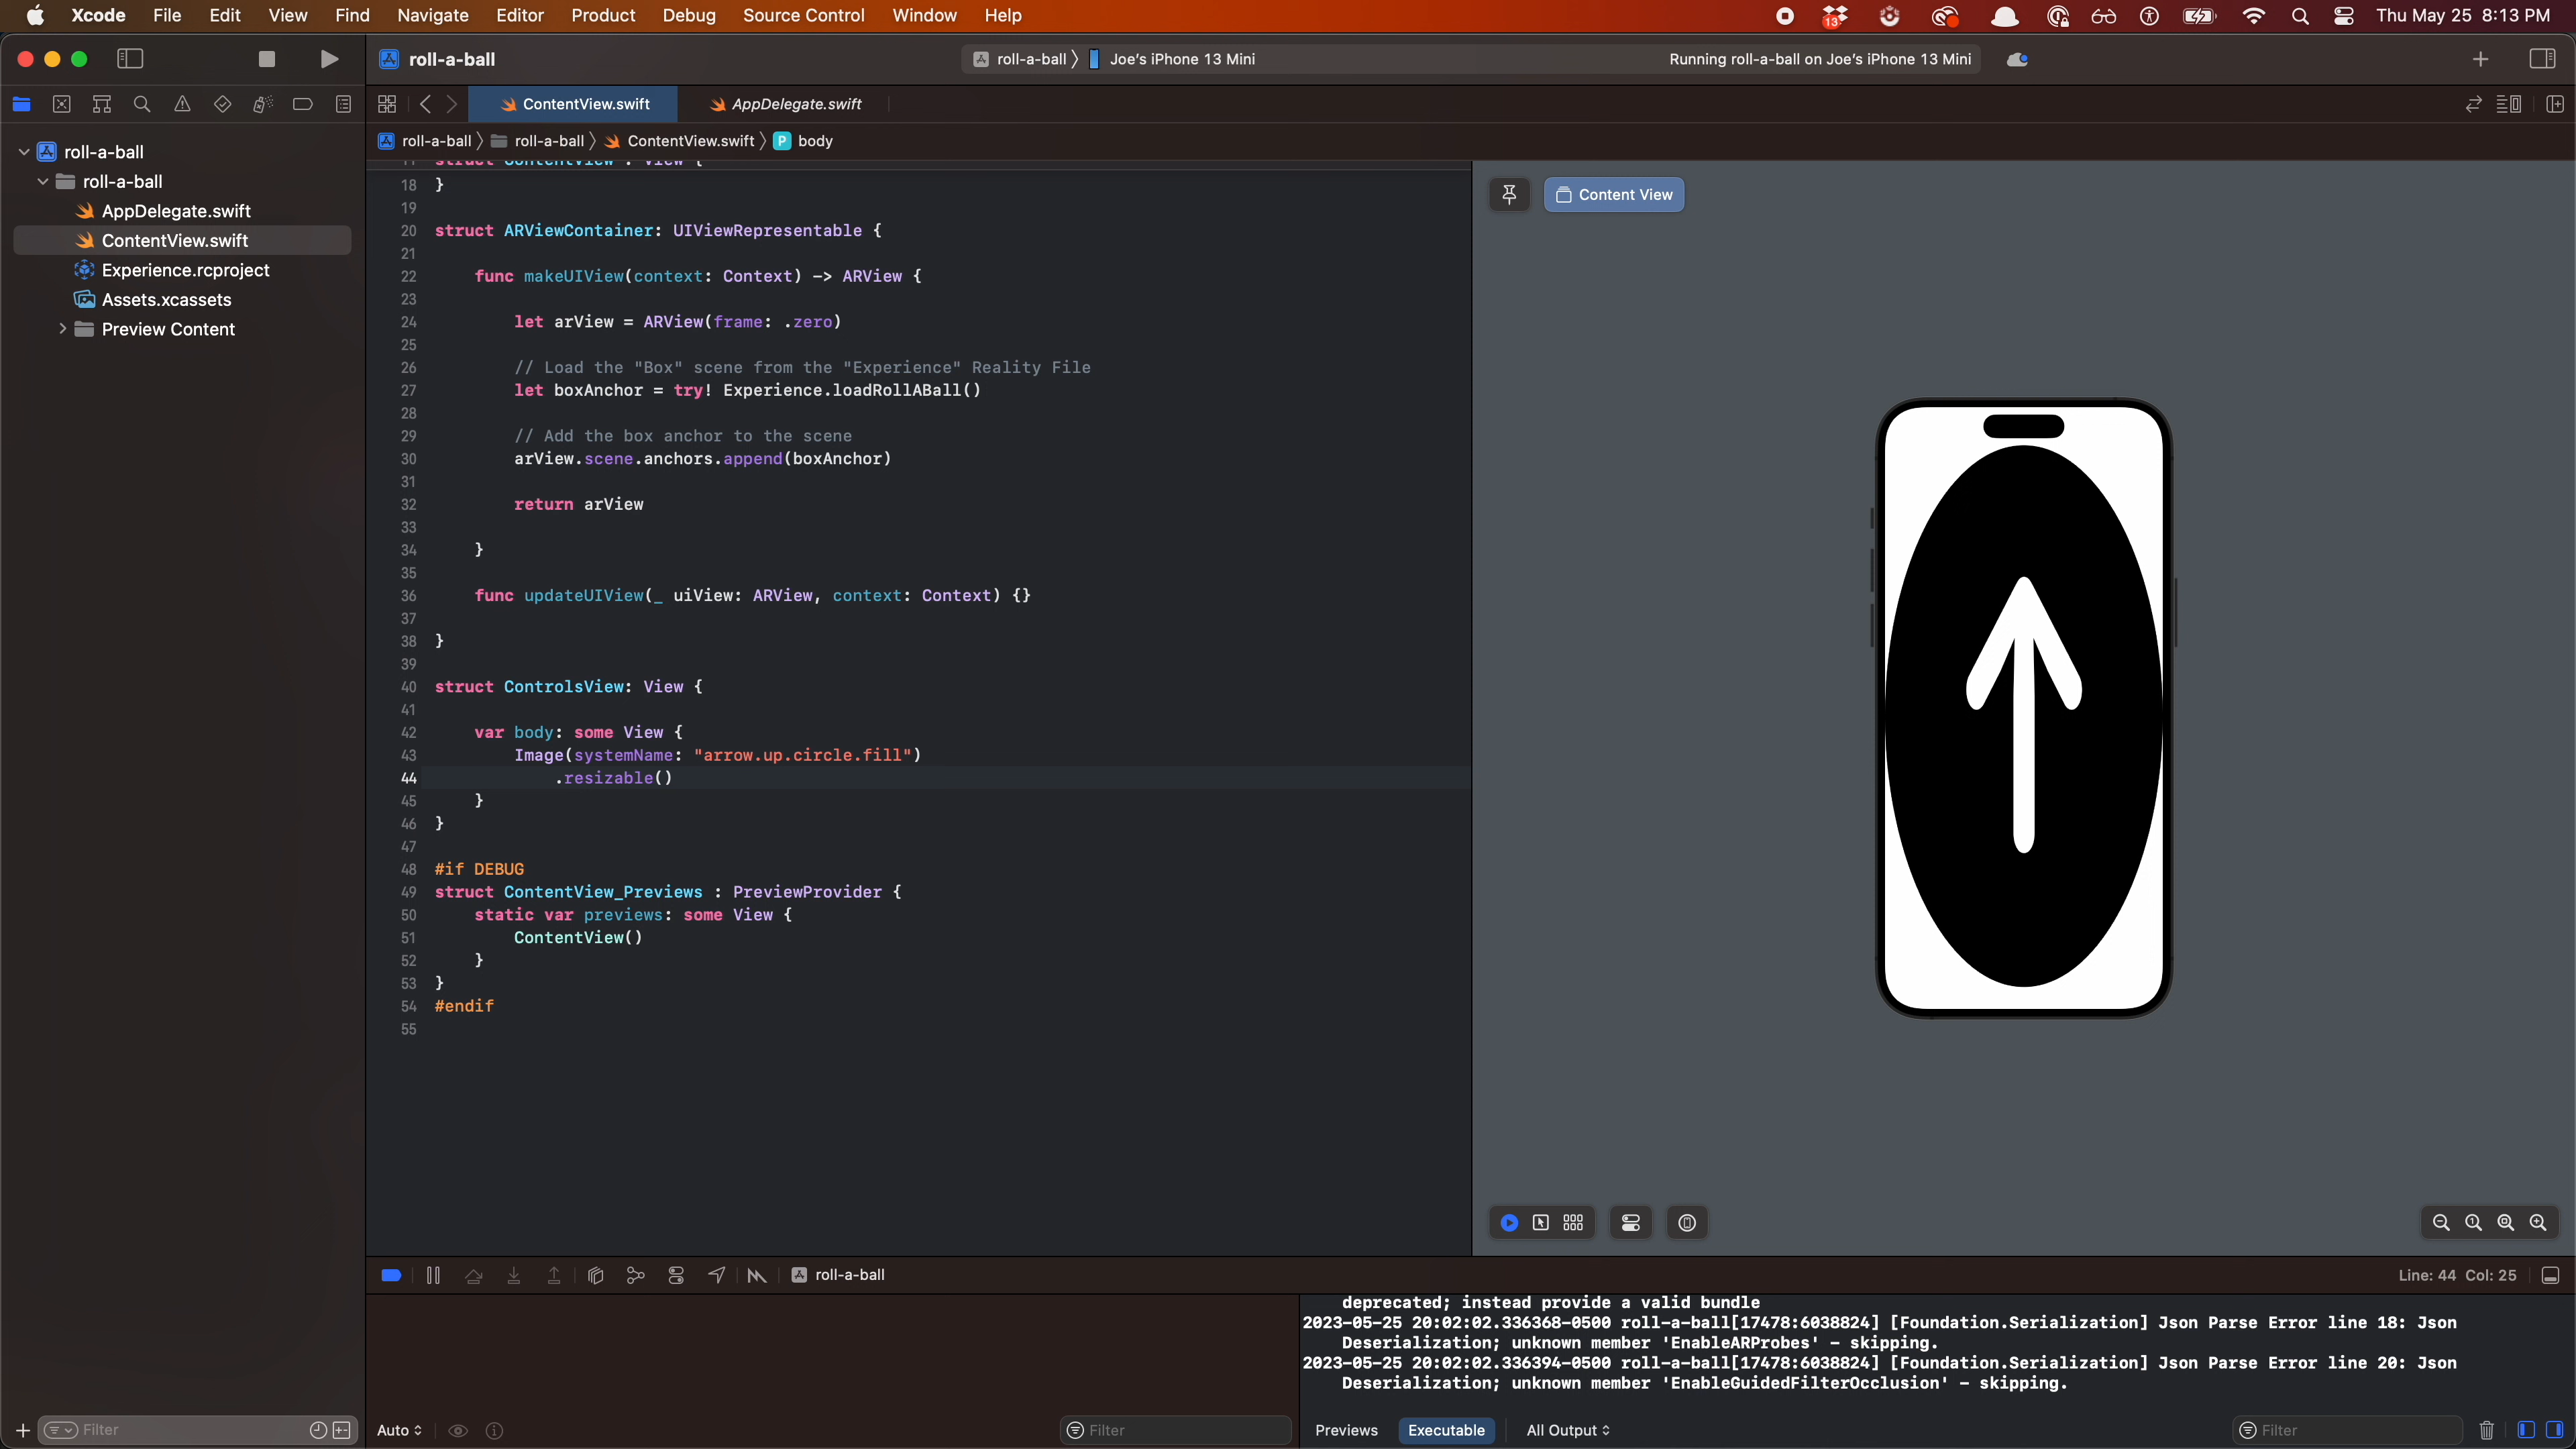 Xcode File Edit View Find Navigate Editor Product Debug Source Control Window Help 13 Thu May 25 8:13 PM
roll-a-ball roll-a-ball Joe's iPhone 13 Mini Running roll-a-ball on Joe's iPhone 13 Mini
ContentView.swift AppDelegate.swift
roll-a-ball roll-a-ball ContentView.swift P body
roll-a-ball
roll-a-ball
AppDelegate.swift
ContentView.swift
Experience.rcproject
Assets.xcassets
Preview Content
11 struct ContentView : View {
18 }
19
20 struct ARViewContainer: UIViewRepresentable {
21
22 func makeUIView(context: Context) -> ARView {
23
24 let arView = ARView(frame: .zero)
25
26 // Load the "Box" scene from the "Experience" Reality File
27 let boxAnchor = try! Experience.loadRollABall()
28
29 // Add the box anchor to the scene
30 arView.scene.anchors.append(boxAnchor)
31
32 return arView
33
34 }
35
36 func updateUIView(_ uiView: ARView, context: Context) {}
37
38 }
39
40 struct ControlsView: View {
41
42 var body: some View {
43 Image(systemName: "arrow.up.circle.fill")
44 .resizable()
45 }
46 }
47
48 #if DEBUG
49 struct ContentView_Previews : PreviewProvider {
50 static var previews: some View {
51 ContentView()
52 }
53 }
54 #endif
55
Content View
roll-a-ball Line: 44 Col: 25
deprecated; instead provide a valid bundle
2023-05-25 20:02:02.336368-0500 roll-a-ball[17478:6038824] [Foundation.Serialization] Json Parse Error line 18: Json
Deserialization; unknown member 'EnableARProbes' - skipping.
2023-05-25 20:02:02.336394-0500 roll-a-ball[17478:6038824] [Foundation.Serialization] Json Parse Error line 20: Json
Deserialization; unknown member 'EnableGuidedFilterOcclusion' - skipping.
Filter Auto Filter Previews Executable All Output Filter